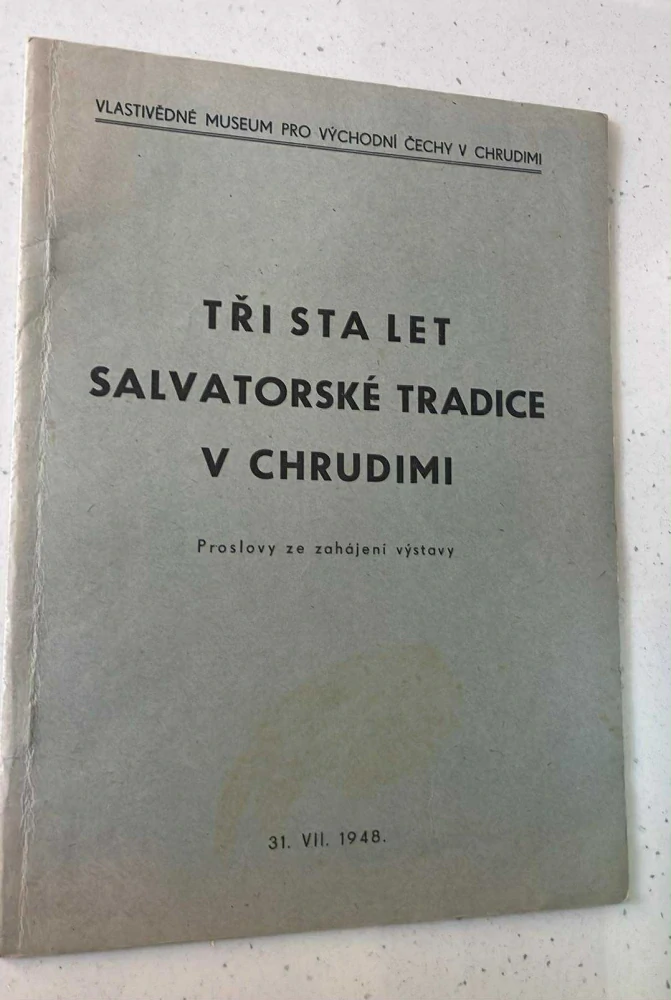 VLASTIVĚDNÉ MUSEUM PRO VÝCHODNÍ ČECHY V CHRUDIMI
TŘI STA LET
SALVATORSKÉ TRADICE
V CHRUDIMI
Proslovy ze zahájení výstavy
31. VII. 1948.